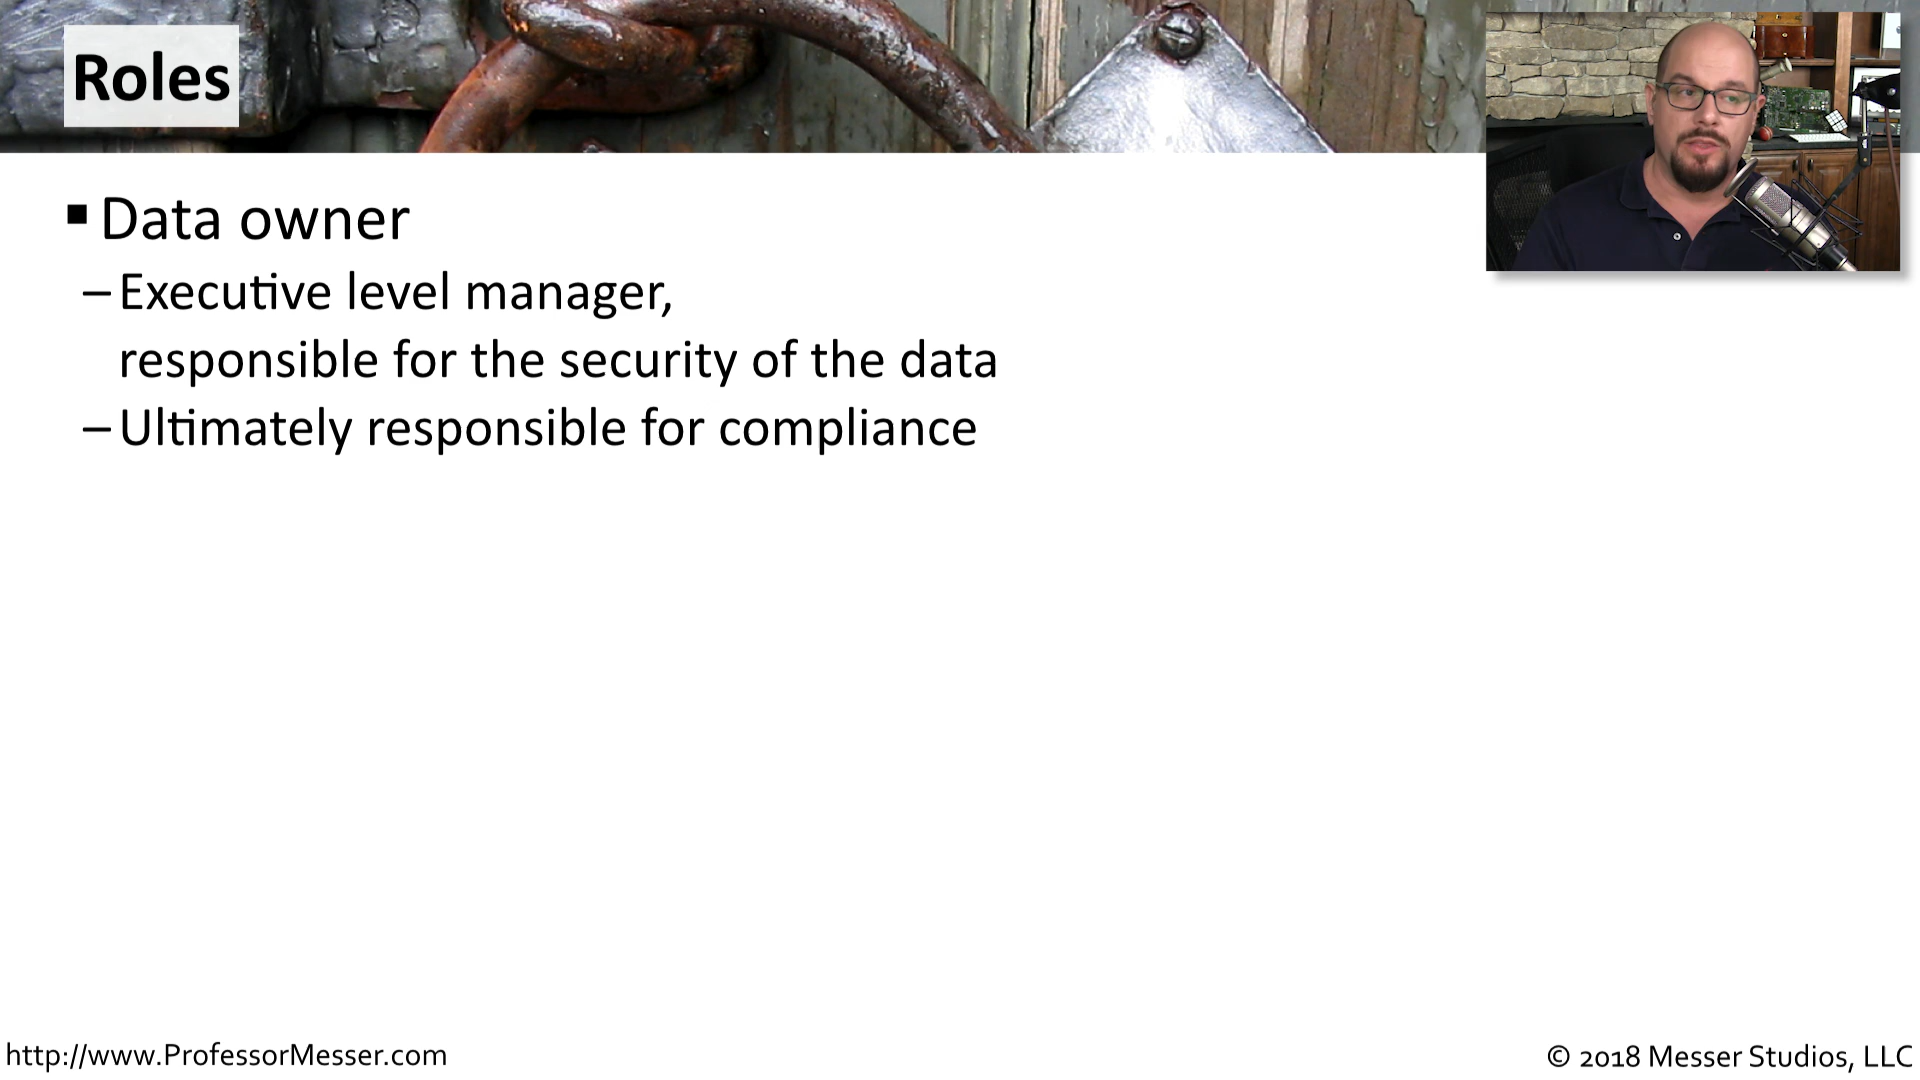 Roles
▪ Data owner
– Executive level manager,
responsible for the security of the data
– Ultimately responsible for compliance
http://www.ProfessorMesser.com
© 2018 Messer Studios, LLC